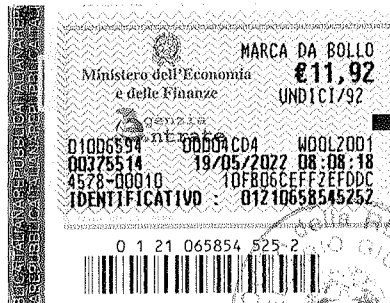 MARCA DA BOLLO
Ministero dell'Economia
e delle Finanze
€11,92
UNDICI/92
Agenzia
Entrate
01006594 00004CD4 W00L2001
00375514 19/05/2022 08:08:18
4578-00010 10FB06CEFF2EFDDC
IDENTIFICATIVO : 01210658545252
0 1 21 065854 525 2